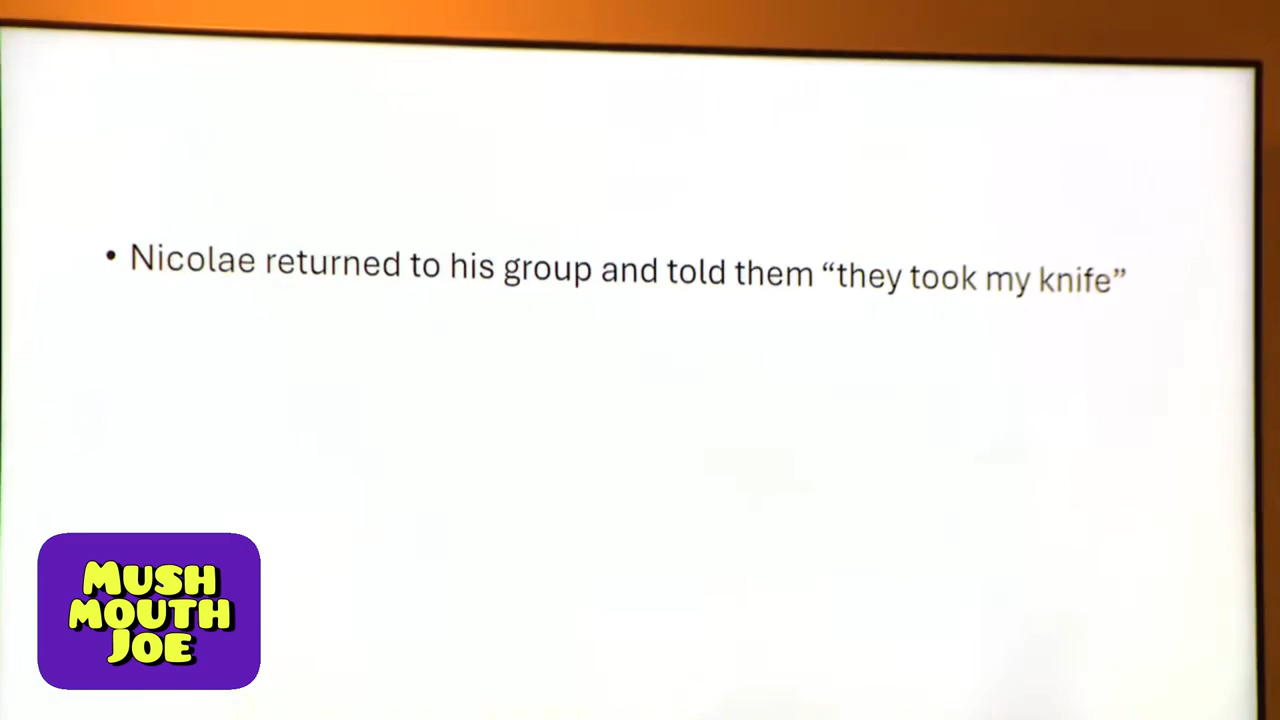 • Nicolae returned to his group and told them “they took my knife”
MUSH
MOUTH
JOE